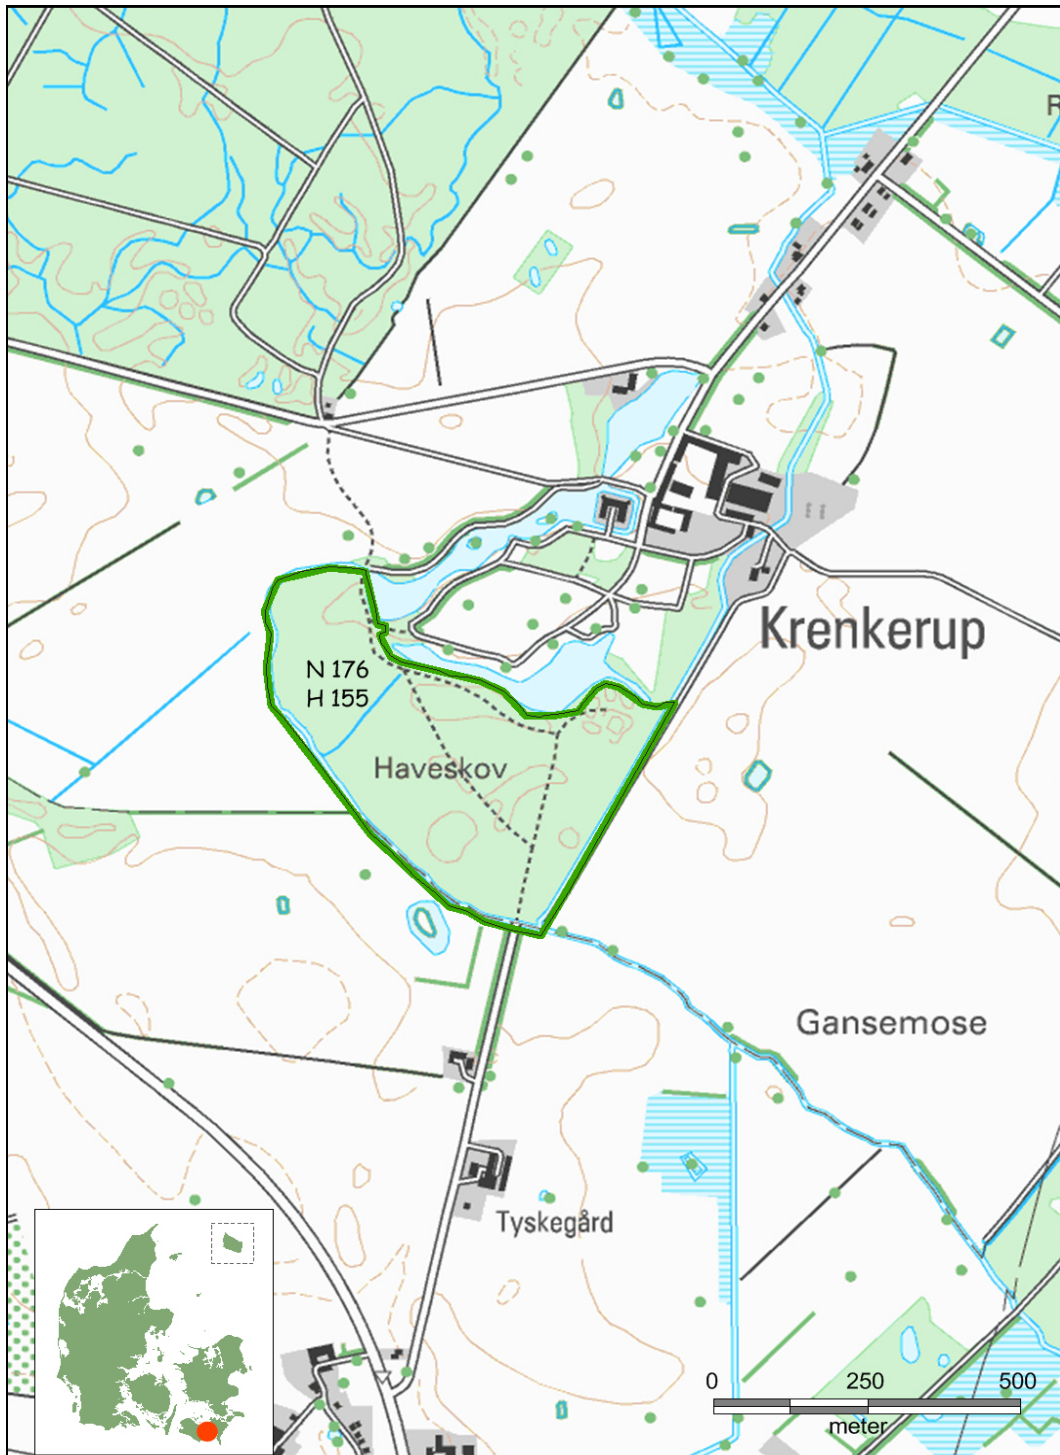 R
Krenkerup
N 176
H 155
Haveskov
Gansemose
Tyskegård
0 250 500
meter